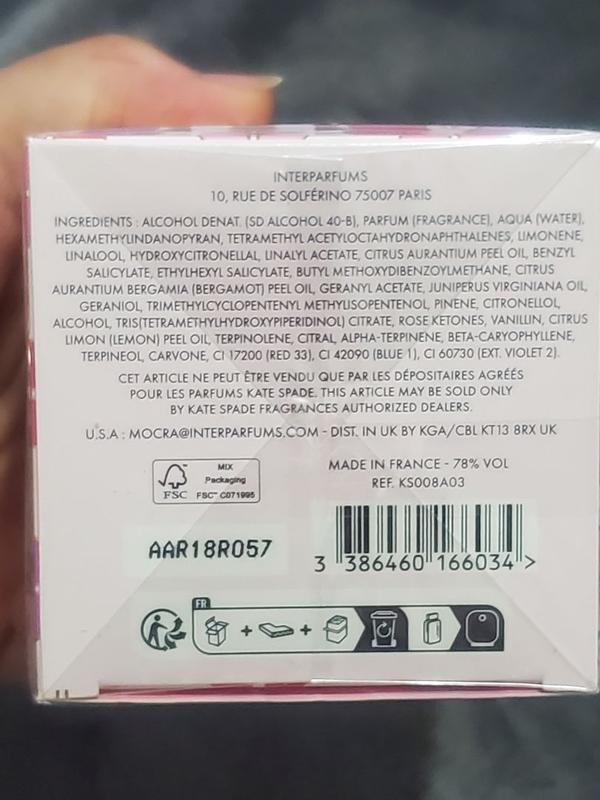 INTERPARFUMS
10, RUE DE SOLFÉRINO 75007 PARIS
INGREDIENTS : ALCOHOL DENAT. (SD ALCOHOL 40-B), PARFUM (FRAGRANCE), AQUA (WATER),
HEXAMETHYLINDANOPYRAN, TETRAMETHYL ACETYLOCTAHYDRONAPHTHALENES, LIMONENE,
LINALOOL, HYDROXYCITRONELLAL, LINALYL ACETATE, CITRUS AURANTIUM PEEL OIL, BENZYL
SALICYLATE, ETHYLHEXYL SALICYLATE, BUTYL METHOXYDIBENZOYLMETHANE, CITRUS
AURANTIUM BERGAMIA (BERGAMOT) PEEL OIL, GERANYL ACETATE, JUNIPERUS VIRGINIANA OIL,
GERANIOL, TRIMETHYLCYCLOPENTENYL METHYLISOPENTENOL, PINENE, CITRONELLOL,
ALCOHOL, TRIS(TETRAMETHYLHYDROXYPIPERIDINOL) CITRATE, ROSE KETONES, VANILLIN, CITRUS
LIMON (LEMON) PEEL OIL, TERPINOLENE, CITRAL, ALPHA-TERPINENE, BETA-CARYOPHYLLENE,
TERPINEOL, CARVONE, CI 17200 (RED 33), CI 42090 (BLUE 1), CI 60730 (EXT. VIOLET 2).
CET ARTICLE NE PEUT ÊTRE VENDU QUE PAR LES DÉPOSITAIRES AGRÉÉS
POUR LES PARFUMS KATE SPADE. THIS ARTICLE MAY BE SOLD ONLY
BY KATE SPADE FRAGRANCES AUTHORIZED DEALERS.
U.S.A : MOCRA@INTERPARFUMS.COM - DIST. IN UK BY KGA/CBL KT13 8RX UK
FSC
MIX
Packaging
FSC™ C071995
MADE IN FRANCE - 78% VOL
REF. KS008A03
AAR18R057
3 386460 166034 >
FR